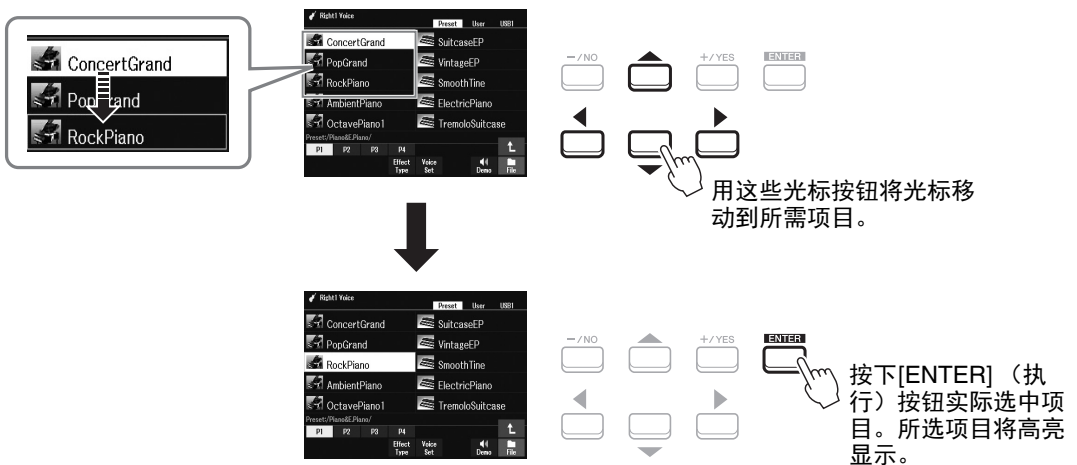 ConcertGrand
PopGrand
RockPiano
Right1 Voice
Preset User USB1
ConcertGrand SuitcaseEP
PopGrand VintageEP
RockPiano SmoothTine
AmbientPiano ElectricPiano
OctavePiano1 TremoloSuitcase
Preset:/Piano&E.Piano/
P1 P2 P3 P4
Effect Type Voice Set Demo File
−/NO +/YES ENTER
用这些光标按钮将光标移
动到所需项目。
Right1 Voice
Preset User USB1
ConcertGrand SuitcaseEP
PopGrand VintageEP
RockPiano SmoothTine
AmbientPiano ElectricPiano
OctavePiano1 TremoloSuitcase
Preset:/Piano&E.Piano/
P1 P2 P3 P4
Effect Type Voice Set Demo File
−/NO +/YES ENTER
按下[ENTER] （执
行）按钮实际选中项
目。所选项目将高亮
显示。